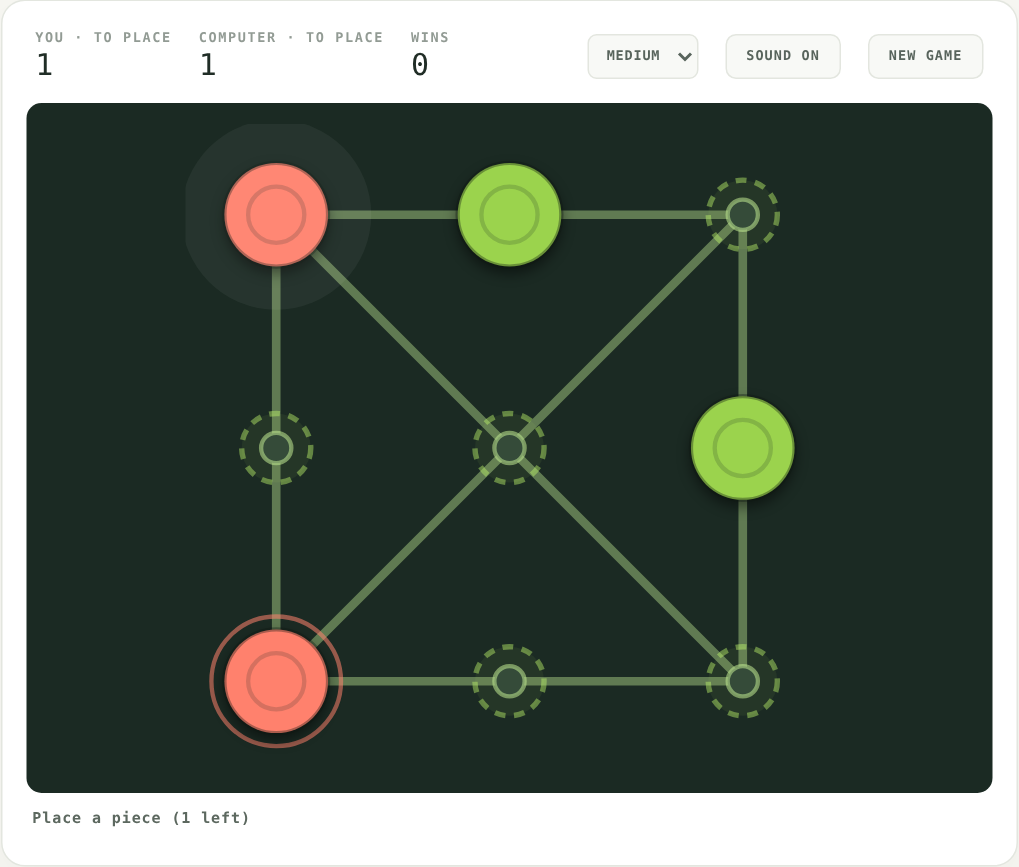 YOU · TO PLACE
1
COMPUTER · TO PLACE
1
WINS
0
MEDIUM
SOUND ON
NEW GAME
Place a piece (1 left)